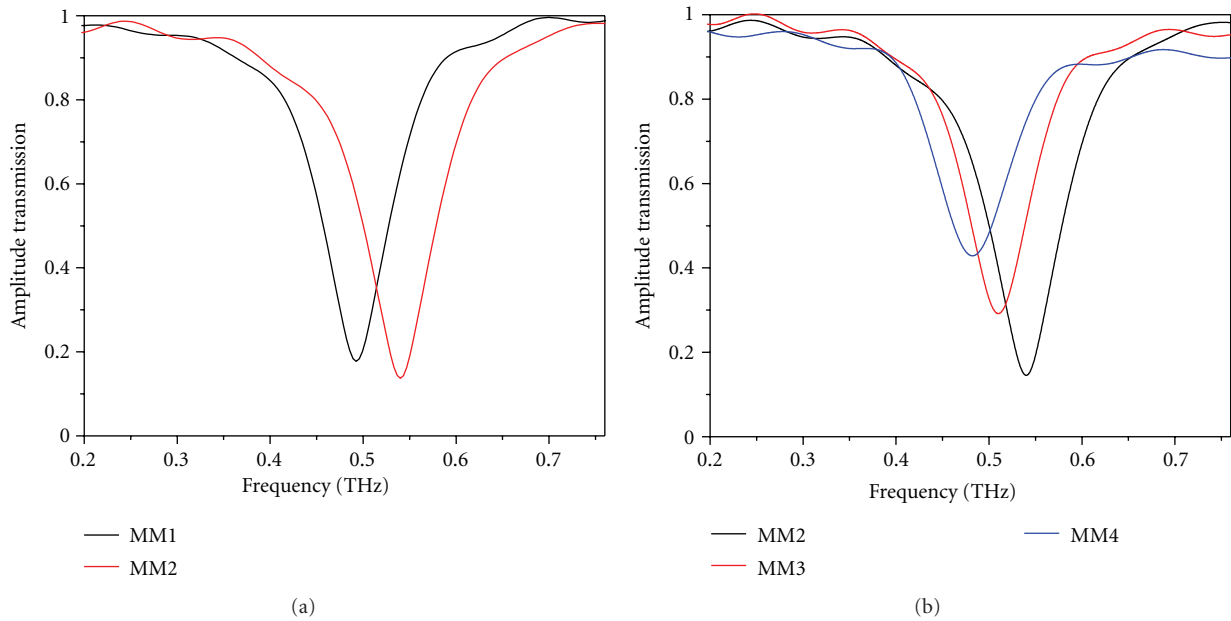 1
0.8
0.6
0.4
0.2
0
Amplitude transmission
0.2 0.3 0.4 0.5 0.6 0.7
Frequency (THz)
MM1
MM2
(a)
1
0.8
0.6
0.4
0.2
0
Amplitude transmission
0.2 0.3 0.4 0.5 0.6 0.7
Frequency (THz)
MM2 MM4
MM3
(b)